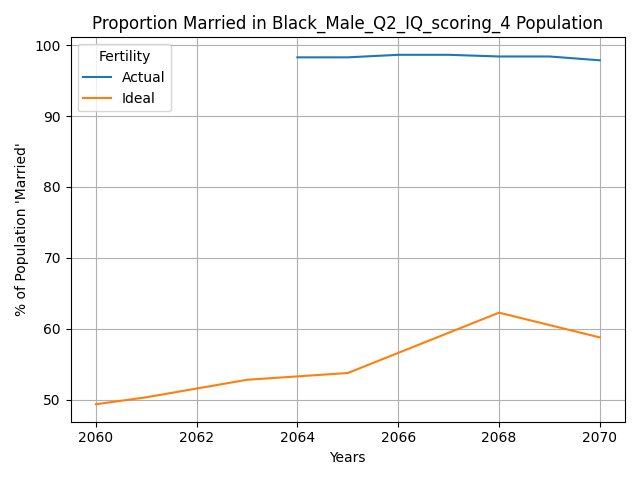 Proportion Married in Black_Male_Q2_IQ_scoring_4 Population
Fertility
Actual
Ideal
% of Population 'Married'
100
90
80
70
60
50
2060
2062
2064
2066
2068
2070
Years